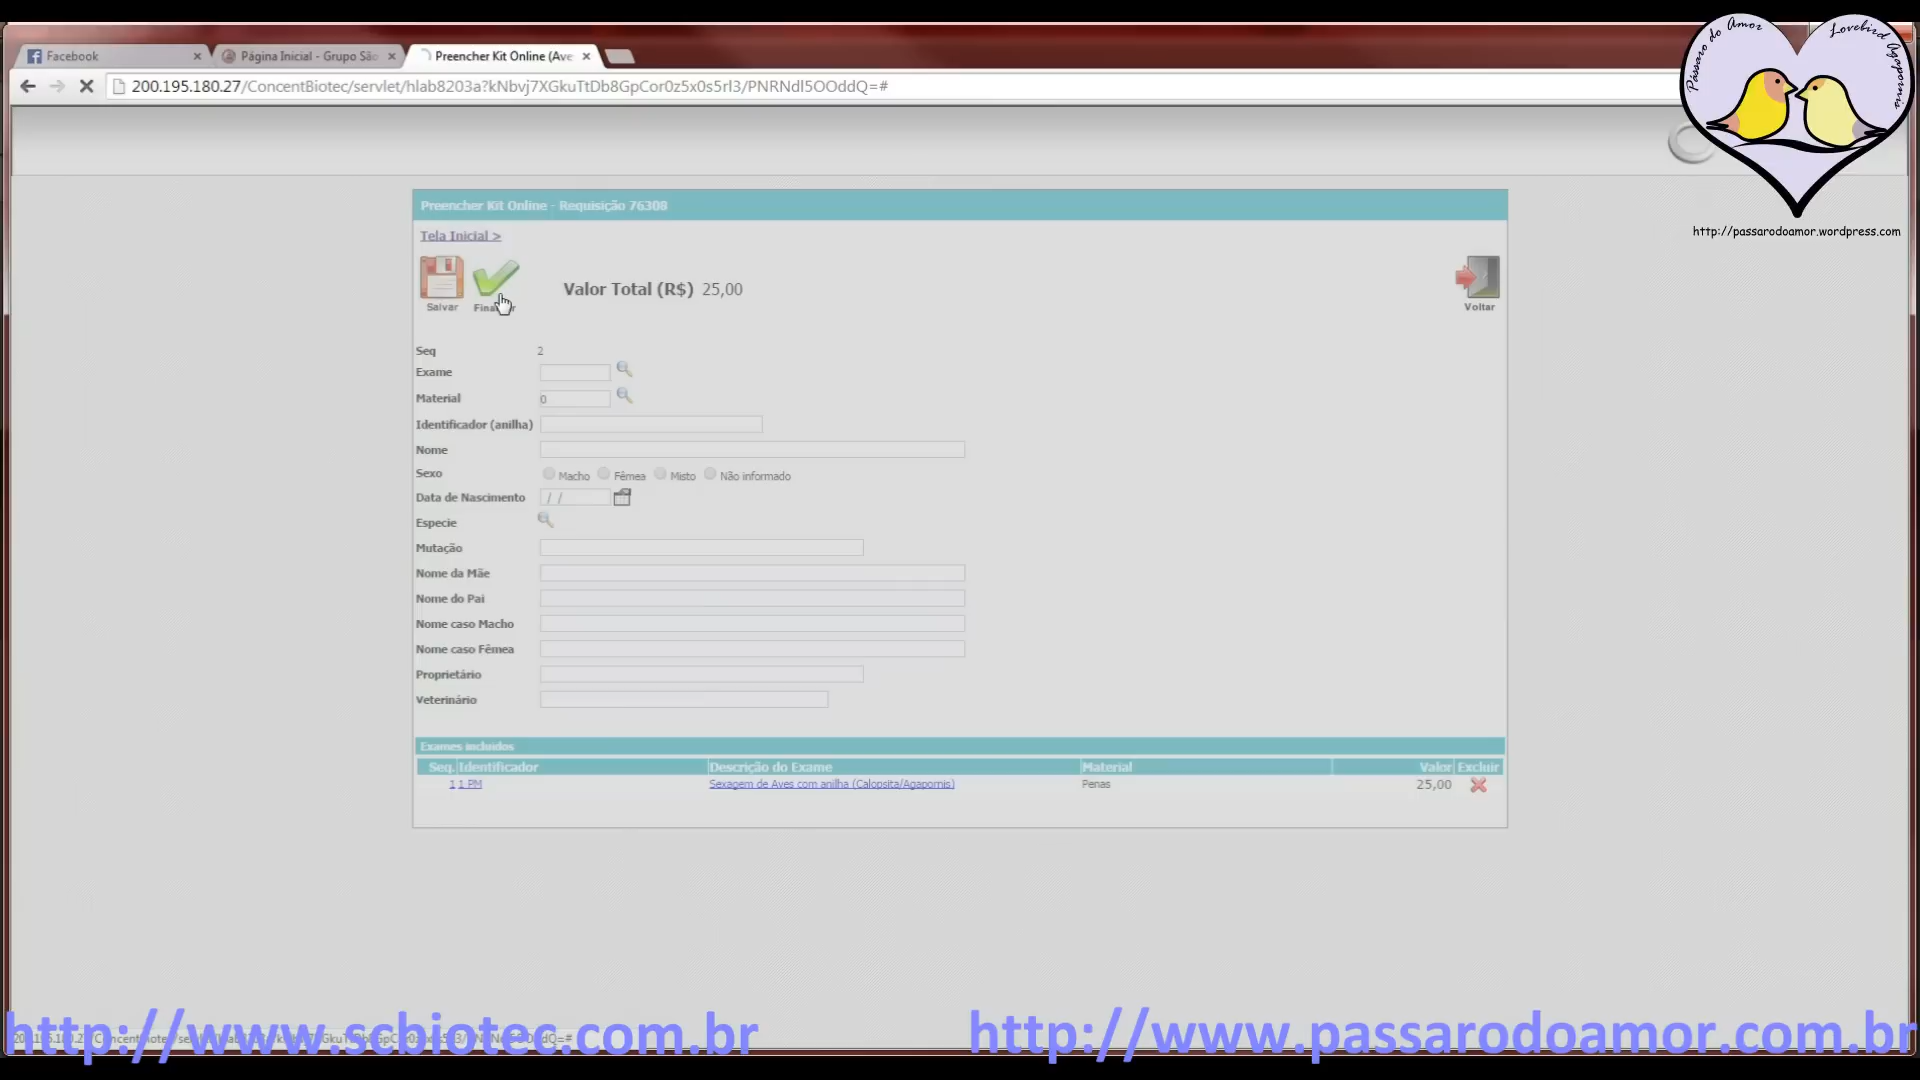 Facebook
Página Inicial - Grupo São
Preencher Kit Online (Ave
200.195.180.27/ConcentBiotec/servlet/hlab8203a?kNbvj7XGkuTtDb8GpCor0z5x0s5rl3/PNRNdl5OOddQ=#
Pássaro do Amor
Lovebird Agapornis
http://passarodoamor.wordpress.com
Preencher Kit Online - Requisição 76308
Tela Inicial >
Salvar
Valor Total (R$) 25,00
Voltar
Seq 2
Exame
Material 0
Identificador (anilha)
Nome
Sexo Macho Fêmea Misto Não informado
Data de Nascimento / /
Especie
Mutação
Nome da Mãe
Nome do Pai
Nome caso Macho
Nome caso Fêmea
Proprietário
Veterinário
Exames incluidos
Seq. Identificador Descrição do Exame Material Valor Excluir
1 1 PM Sexagem de Aves com anilha (Calopsita/Agapornis) Penas 25,00
http://www.scbiotec.com.br
http://www.passarodoamor.com.br